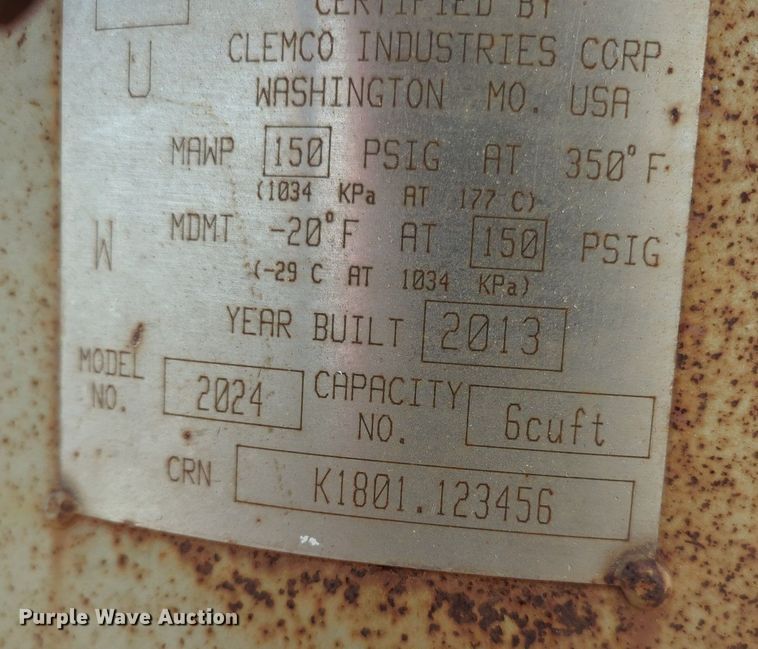 CERTIFIED BY
U
CLEMCO INDUSTRIES CORP.
WASHINGTON MO. USA
MAWP 150 PSIG AT 350°F
(1034 KPa AT 177 C)
W
MDMT -20°F AT 150 PSIG
(-29 C AT 1034 KPa)
YEAR BUILT 2013
MODEL NO. 2024 CAPACITY NO. 6cuft
CRN K1801.123456
Purple Wave Auction